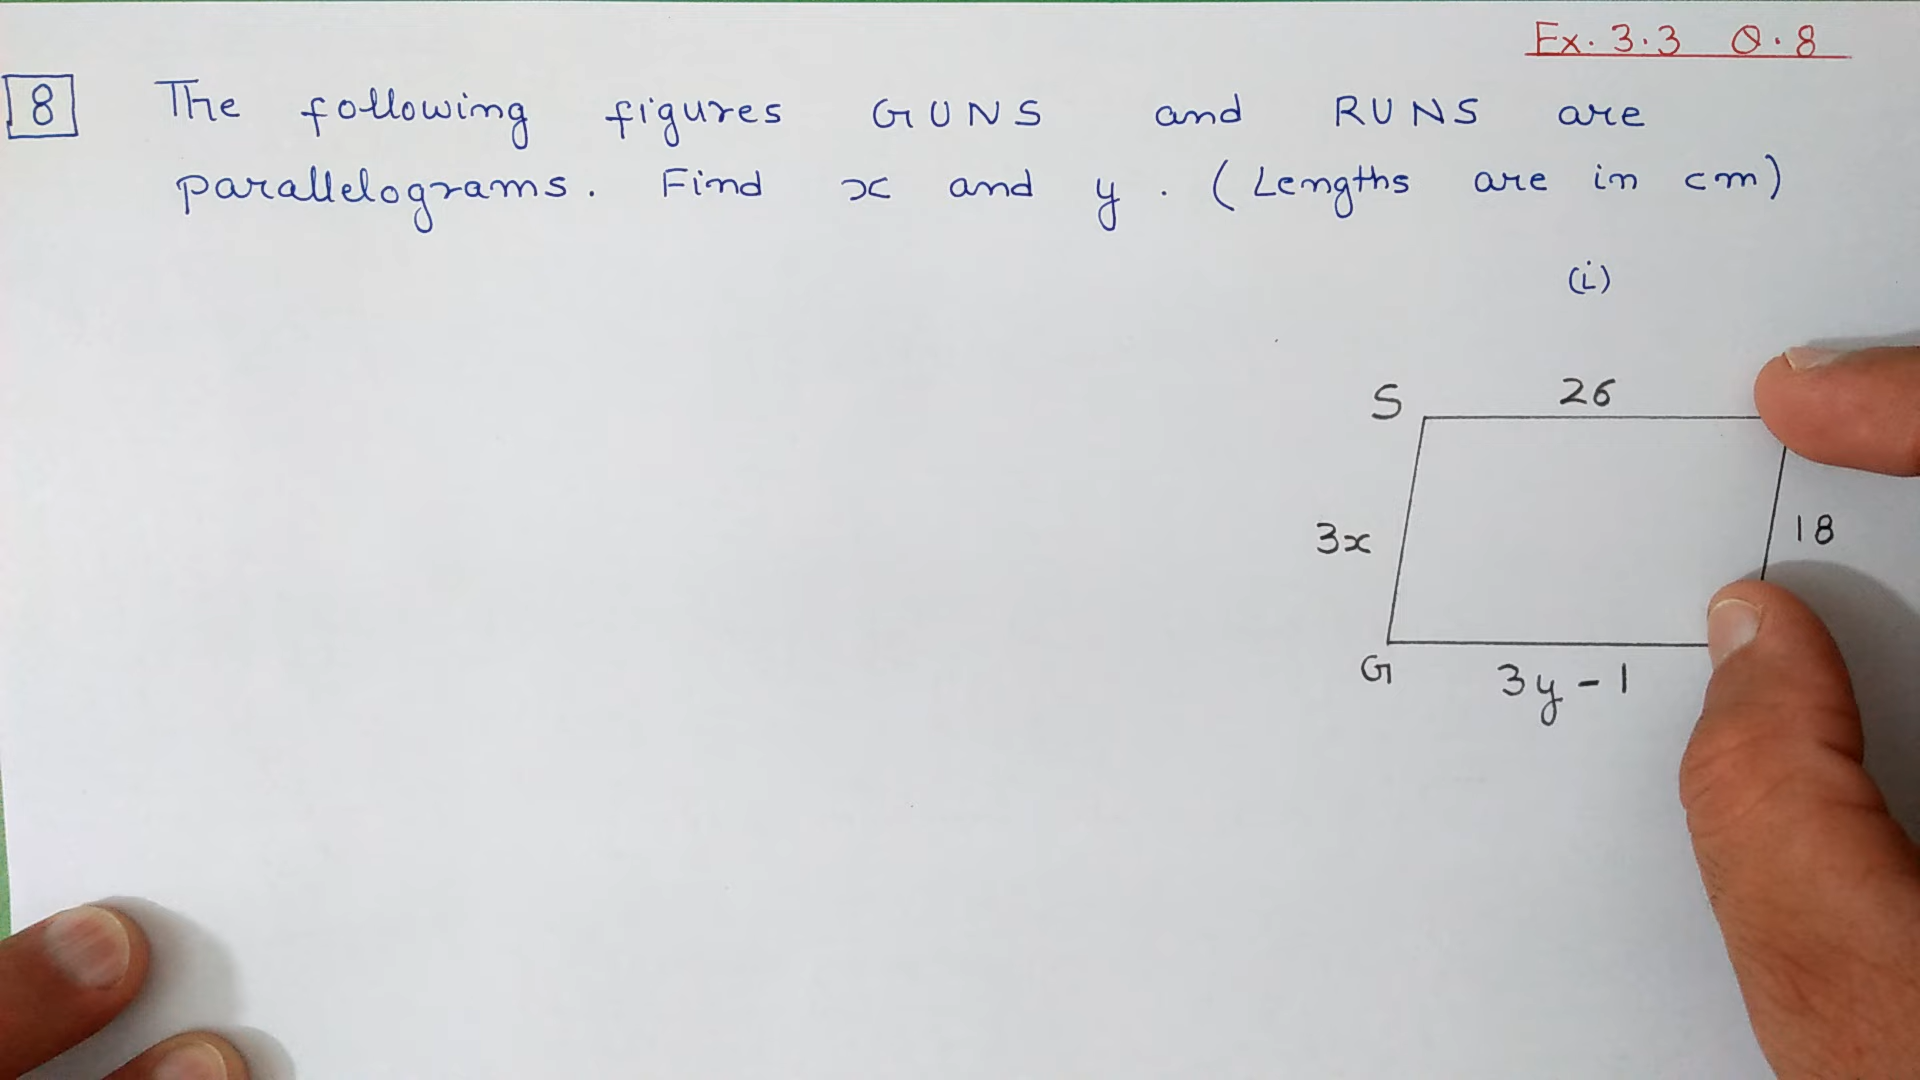 Ex. 3.3 Q.8
8 The following figures GUNS and RUNS are
parallelograms. Find x and y. (Lengths are in cm)
(i)
S 26
3x 18
G 3y - 1